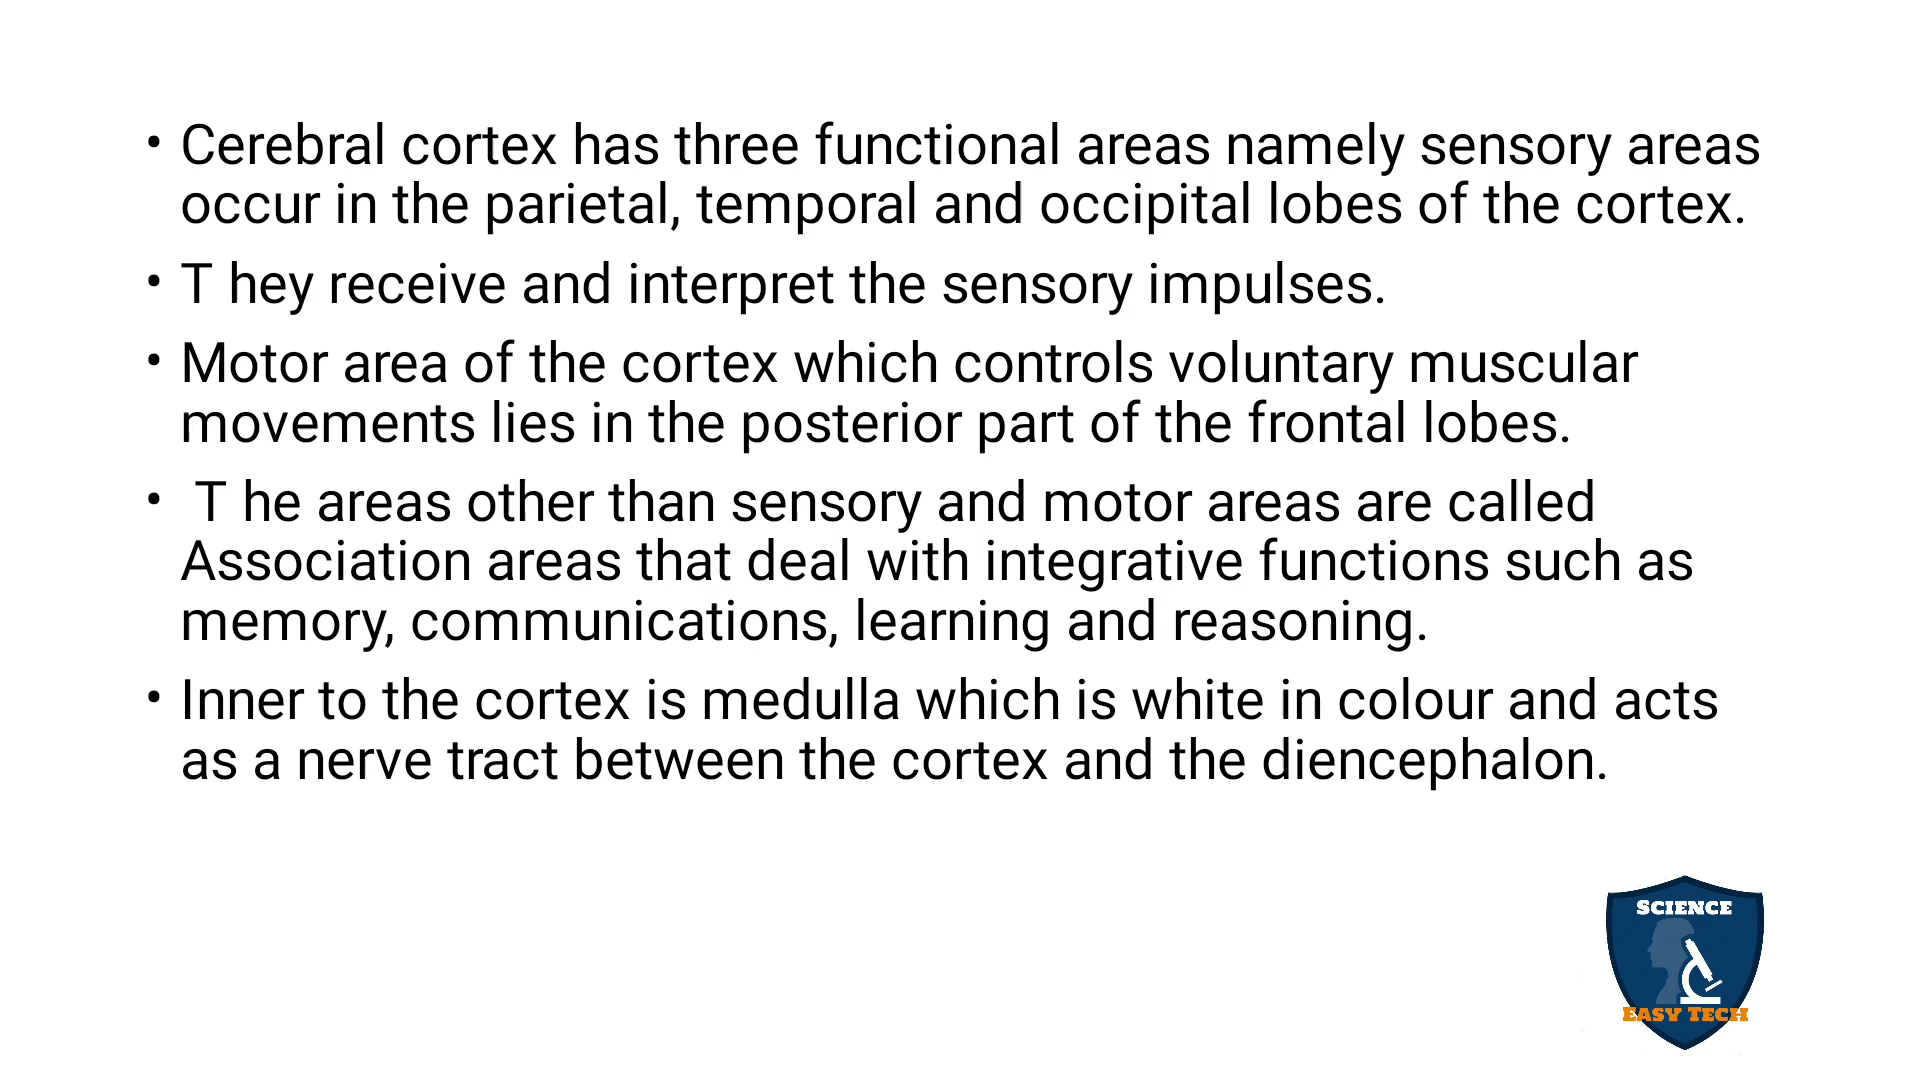 • Cerebral cortex has three functional areas namely sensory areas
occur in the parietal, temporal and occipital lobes of the cortex.
• T hey receive and interpret the sensory impulses.
• Motor area of the cortex which controls voluntary muscular
movements lies in the posterior part of the frontal lobes.
• T he areas other than sensory and motor areas are called
Association areas that deal with integrative functions such as
memory, communications, learning and reasoning.
• Inner to the cortex is medulla which is white in colour and acts
as a nerve tract between the cortex and the diencephalon.
SCIENCE
EASY TECH